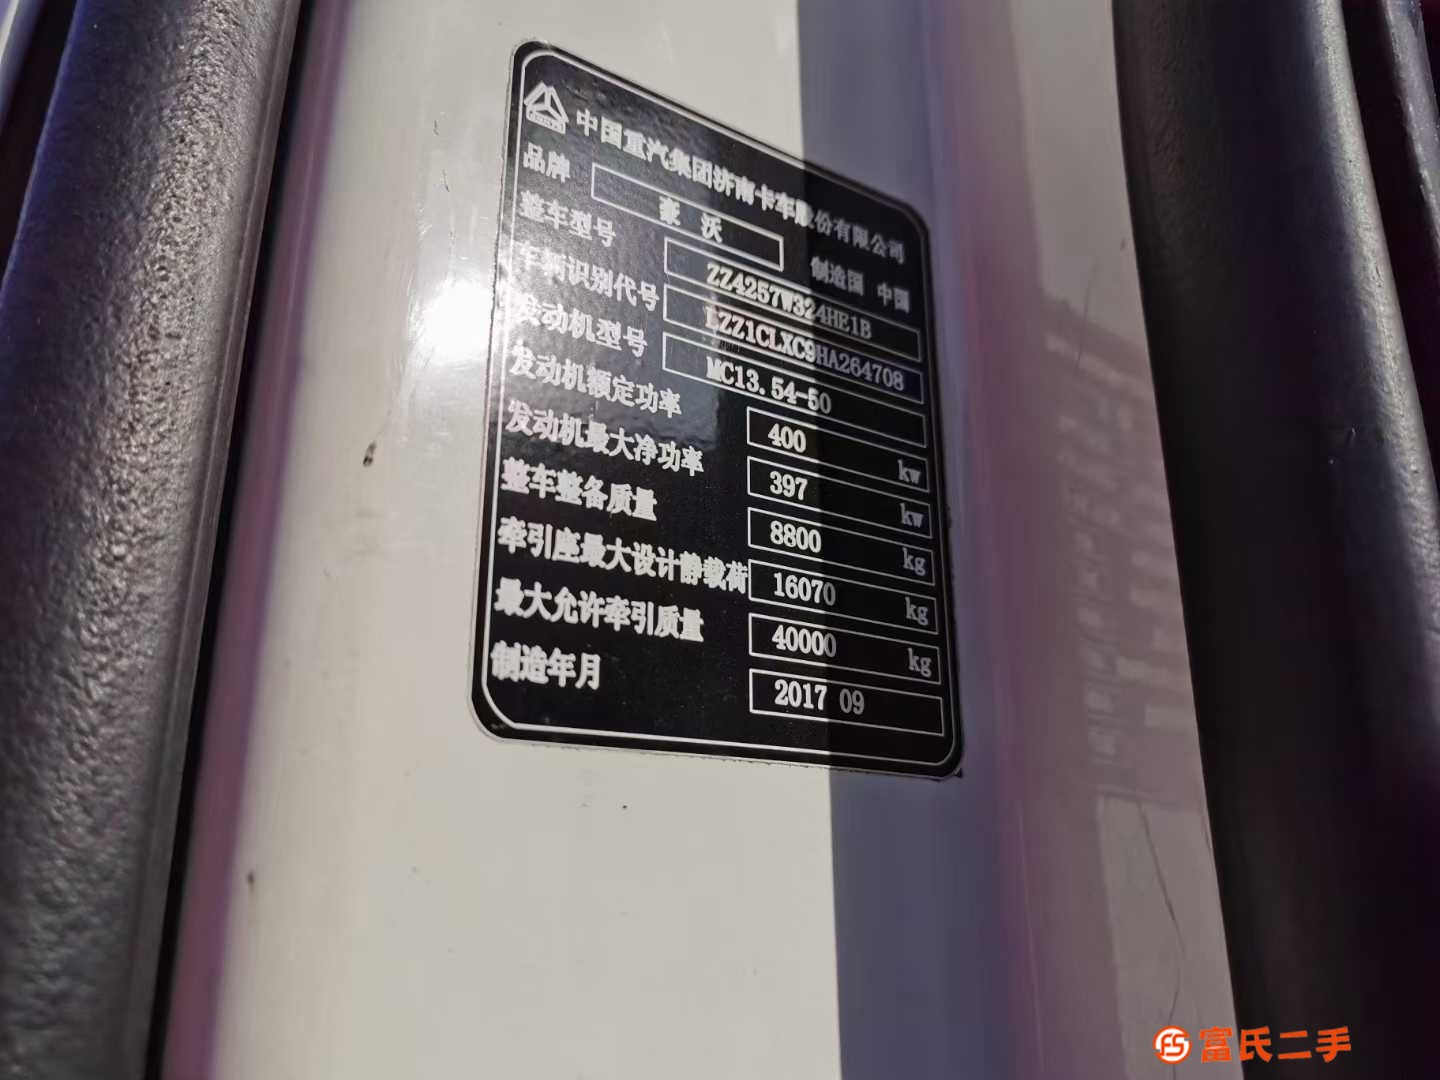 中国重汽集团济南卡车股份有限公司
品牌 豪沃 制造国 中国
整车型号 ZZ4257W324HE1B
车辆识别代号 LZZ1CLXC9HA264708
发动机型号 MC13.54-50
发动机额定功率 400 kw
发动机最大净功率 397 kw
整车整备质量 8800 kg
牵引座最大设计静载荷 16070 kg
最大允许牵引质量 40000 kg
制造年月 2017 09
FS 富氏二手